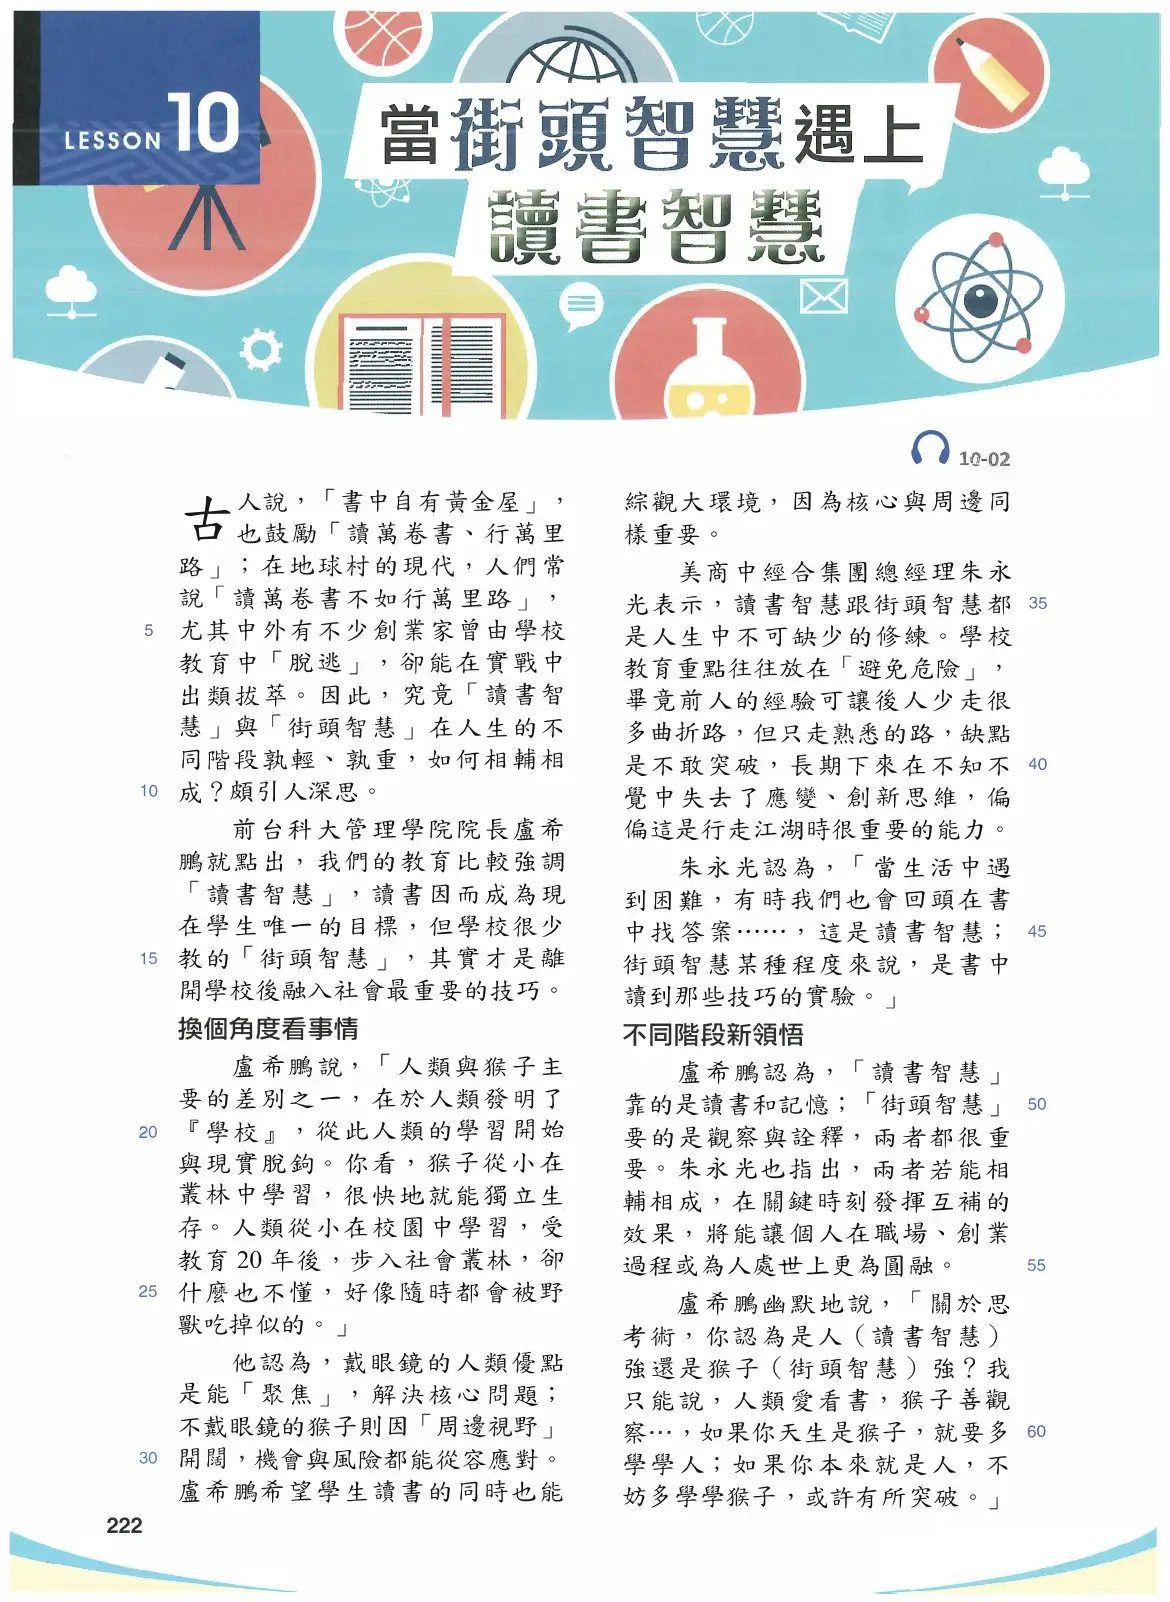 LESSON 10
當街頭智慧遇上
讀書智慧
10-02
古人說，「書中自有黃金屋」，
也鼓勵「讀萬卷書、行萬里
路」；在地球村的現代，人們常
說「讀萬卷書不如行萬里路」，
5 尤其中外有不少創業家曾由學校
教育中「脫逃」，卻能在實戰中
出類拔萃。因此，究竟「讀書智
慧」與「街頭智慧」在人生的不
同階段孰輕、孰重，如何相輔相
10 成？頗引人深思。
前台科大管理學院院長盧希
鵬就點出，我們的教育比較強調
「讀書智慧」，讀書因而成為現
在學生唯一的目標，但學校很少
15 教的「街頭智慧」，其實才是離
開學校後融入社會最重要的技巧。
換個角度看事情
盧希鵬說，「人類與猴子主
要的差別之一，在於人類發明了
20 『學校』，從此人類的學習開始
與現實脫鉤。你看，猴子從小在
叢林中學習，很快地就能獨立生
存。人類從小在校園中學習，受
教育 20 年後，步入社會叢林，卻
25 什麼也不懂，好像隨時都會被野
獸吃掉似的。」
他認為，戴眼鏡的人類優點
是能「聚焦」，解決核心問題；
不戴眼鏡的猴子則因「周邊視野」
30 開闊，機會與風險都能從容應對。
盧希鵬希望學生讀書的同時也能
綜觀大環境，因為核心與周邊同
樣重要。
美商中經合集團總經理朱永
光表示，讀書智慧跟街頭智慧都 35
是人生中不可缺少的修練。學校
教育重點往往放在「避免危險」，
畢竟前人的經驗可讓後人少走很
多曲折路，但只走熟悉的路，缺點
是不敢突破，長期下來在不知不 40
覺中失去了應變、創新思維，偏
偏這是行走江湖時很重要的能力。
朱永光認為，「當生活中遇
到困難，有時我們也會回頭在書
中找答案……，這是讀書智慧； 45
街頭智慧某種程度來說，是書中
讀到那些技巧的實驗。」
不同階段新領悟
盧希鵬認為，「讀書智慧」
靠的是讀書和記憶；「街頭智慧」 50
要的是觀察與詮釋，兩者都很重
要。朱永光也指出，兩者若能相
輔相成，在關鍵時刻發揮互補的
效果，將能讓個人在職場、創業
過程或為人處世上更為圓融。 55
盧希鵬幽默地說，「關於思
考術，你認為是人（讀書智慧）
強還是猴子（街頭智慧）強？我
只能說，人類愛看書，猴子善觀
察…，如果你天生是猴子，就要多 60
學學人；如果你本來就是人，不
妨多學學猴子，或許有所突破。」
222